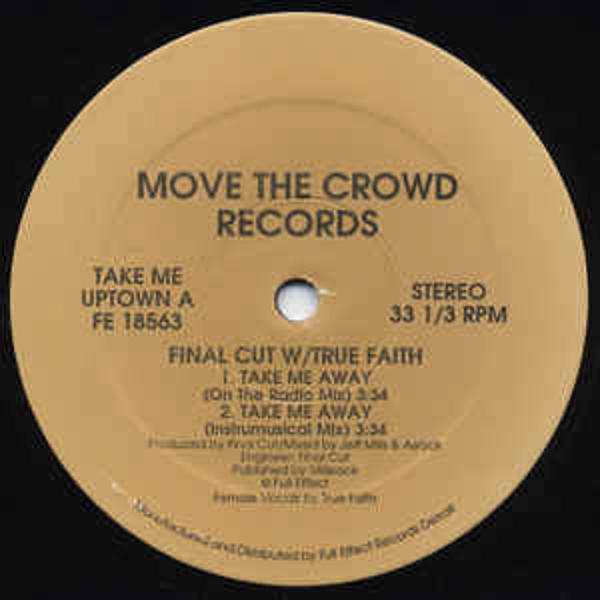 MOVE THE CROWD
RECORDS
TAKE ME
UPTOWN A
FE 18563
STEREO
33 1/3 RPM
FINAL CUT W/TRUE FAITH
1. TAKE ME AWAY
(On The Radio Mix) 3:34
2. TAKE ME AWAY
(Instrumusical Mix) 3:34
Produced by Final Cut/Mixed by Jeff Mills &
Engineer: Final Cut
Published by Millsack
© Full Effect
Female Vocals by True Faith
Manufactured and Distributed by Full Effect Records Detroit